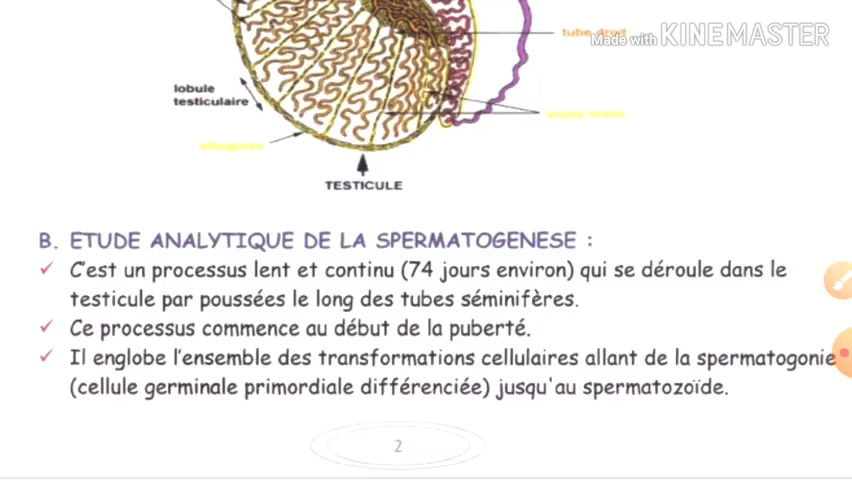 tube droit
Made with KINEMASTER
lobule
testiculaire
TESTICULE
B. ETUDE ANALYTIQUE DE LA SPERMATOGENESE :
✓ C'est un processus lent et continu (74 jours environ) qui se déroule dans le
testicule par poussées le long des tubes séminifères.
✓ Ce processus commence au début de la puberté.
✓ Il englobe l'ensemble des transformations cellulaires allant de la spermatogonie
(cellule germinale primordiale différenciée) jusqu'au spermatozoïde.
2